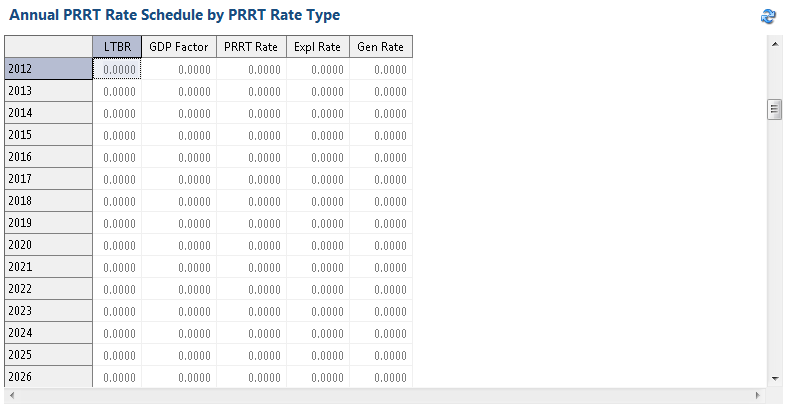 Annual PRRT Rate Schedule by PRRT Rate Type
LTBR GDP Factor PRRT Rate Expl Rate Gen Rate
2012 0.0000 0.0000 0.0000 0.0000 0.0000
2013 0.0000 0.0000 0.0000 0.0000 0.0000
2014 0.0000 0.0000 0.0000 0.0000 0.0000
2015 0.0000 0.0000 0.0000 0.0000 0.0000
2016 0.0000 0.0000 0.0000 0.0000 0.0000
2017 0.0000 0.0000 0.0000 0.0000 0.0000
2018 0.0000 0.0000 0.0000 0.0000 0.0000
2019 0.0000 0.0000 0.0000 0.0000 0.0000
2020 0.0000 0.0000 0.0000 0.0000 0.0000
2021 0.0000 0.0000 0.0000 0.0000 0.0000
2022 0.0000 0.0000 0.0000 0.0000 0.0000
2023 0.0000 0.0000 0.0000 0.0000 0.0000
2024 0.0000 0.0000 0.0000 0.0000 0.0000
2025 0.0000 0.0000 0.0000 0.0000 0.0000
2026 0.0000 0.0000 0.0000 0.0000 0.0000